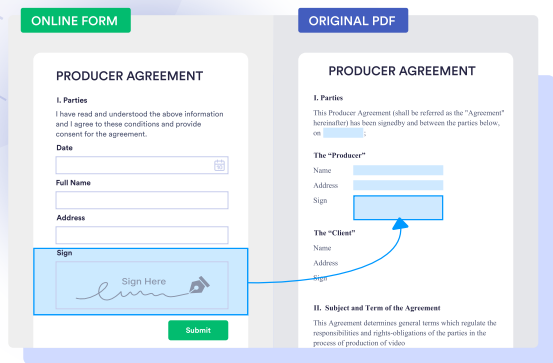 ONLINE FORM
PRODUCER AGREEMENT
I. Parties
I have read and understood the above information
and I agree to these conditions and provide
consent for the agreement.
Date
Full Name
Address
Sign
Sign Here
Submit
ORIGINAL PDF
PRODUCER AGREEMENT
I. Parties
This Producer Agreement (shall be referred as the "Agreement"
hereinafter) has been signedby and between the parties below,
on ;
The “Producer”
Name
Address
Sign
The “Client”
Name
Address
Sign
II. Subject and Term of the Agreement
This Agreement determines general terms which regulate the
responsibilities and rights-obligations of the parties in the
process of production of video